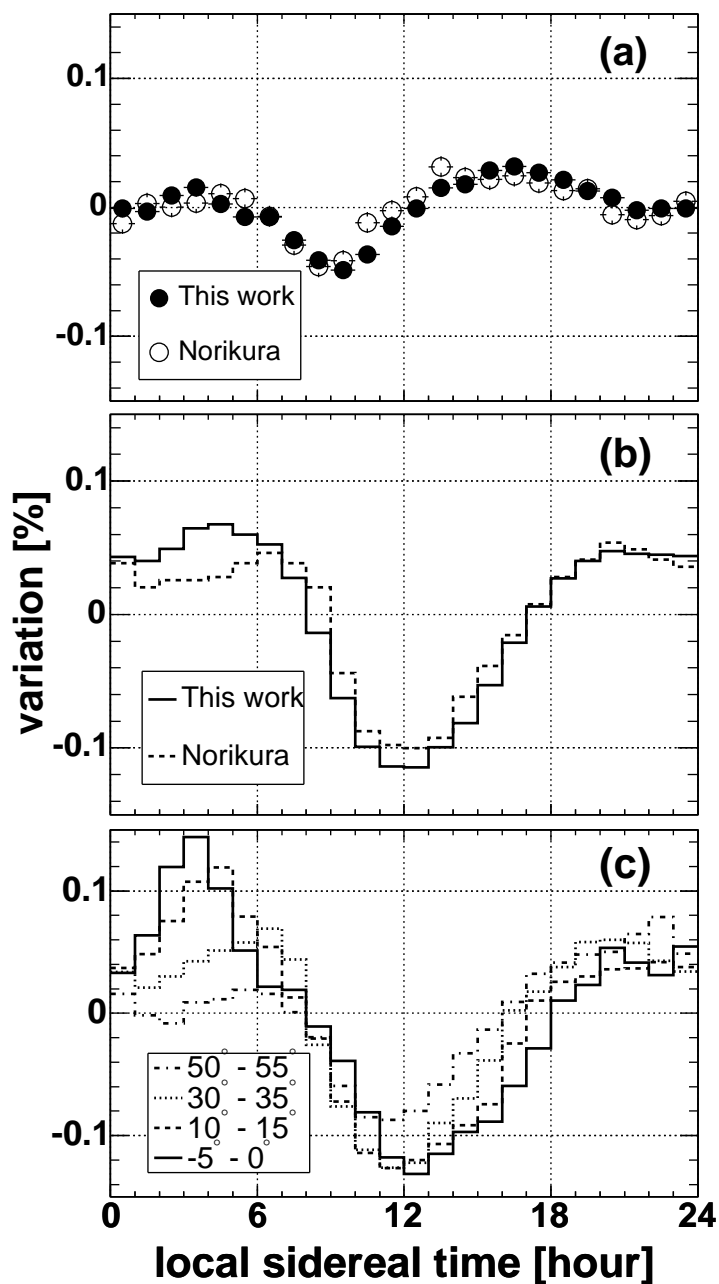 (a)
0.1
0
-0.1
This work
Norikura
(b)
0.1
0
-0.1
This work
Norikura
variation [%]
(c)
0.1
0
-0.1
50° - 55°
30° - 35°
10° - 15°
-5° - 0°
0 6 12 18 24
local sidereal time [hour]